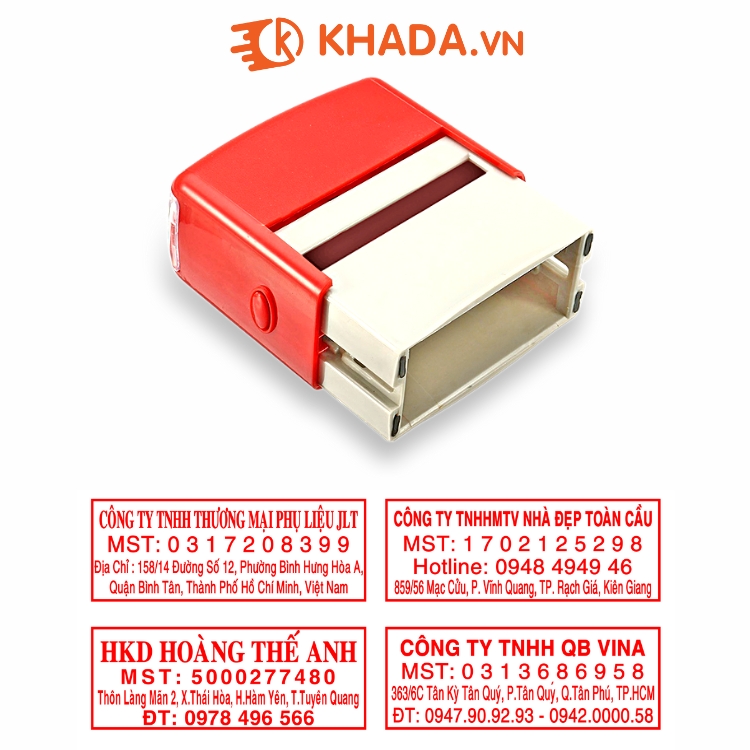 KHADA.vn
CÔNG TY TNHH THƯƠNG MẠI PHỤ LIỆU JLT
MST: 0317208399
Địa Chỉ : 158/14 Đường Số 12, Phường Bình Hưng Hòa A,
Quận Bình Tân, Thành Phố Hồ Chí Minh, Việt Nam
CÔNG TY TNHHMTV NHÀ ĐẸP TOÀN CẦU
MST: 1702125298
Hotline: 0948 4949 46
859/56 Mạc Cửu, P. Vĩnh Quang, TP. Rạch Giá, Kiên Giang
HKD HOÀNG THẾ ANH
MST: 5000277480
Thôn Làng Mãn 2, X.Thái Hòa, H.Hàm Yên, T.Tuyên Quang
ĐT: 0978 496 566
CÔNG TY TNHH QB VINA
MST: 0313686958
363/6C Tân Kỳ Tân Quý, P.Tân Quý, Q.Tân Phú, TP.HCM
ĐT: 0947.90.92.93 - 0942.0000.58